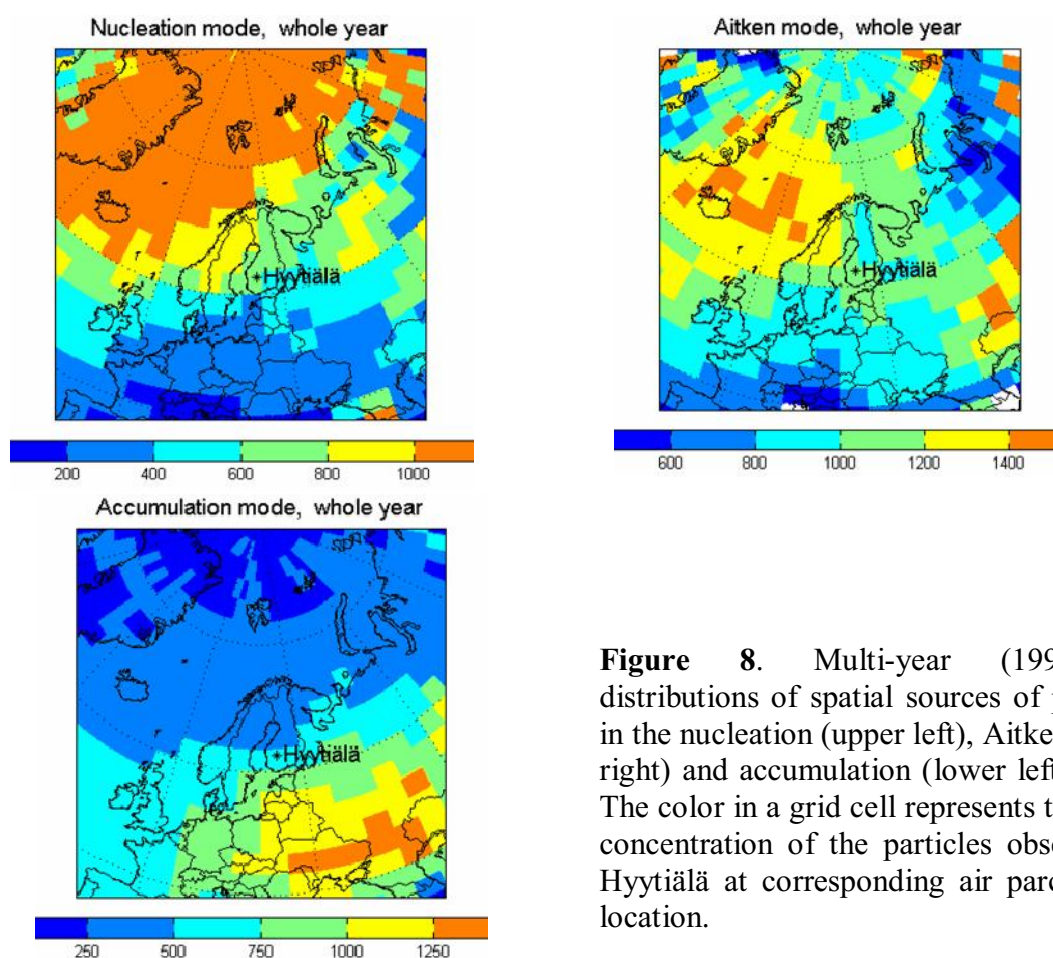 Nucleation mode, whole year
Hyytiälä
200 400 600 800 1000
Aitken mode, whole year
Hyytiälä
600 800 1000 1200 1400
Accumulation mode, whole year
Hyytiälä
250 500 750 1000 1250
Figure 8. Multi-year (199
distributions of spatial sources of
in the nucleation (upper left), Aitke
right) and accumulation (lower left
The color in a grid cell represents t
concentration of the particles obse
Hyytiälä at corresponding air parc
location.